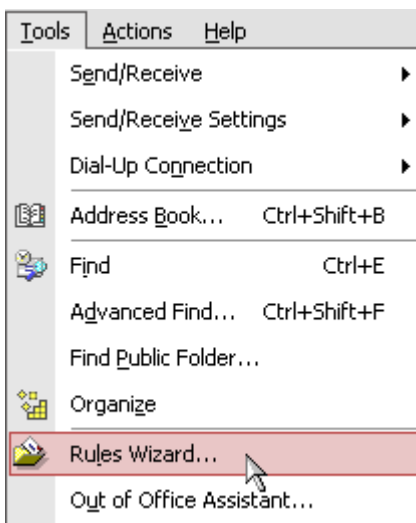 Tools Actions Help
Send/Receive
Send/Receive Settings
Dial-Up Connection
Address Book... Ctrl+Shift+B
Find Ctrl+E
Advanced Find... Ctrl+Shift+F
Find Public Folder...
Organize
Rules Wizard...
Out of Office Assistant...